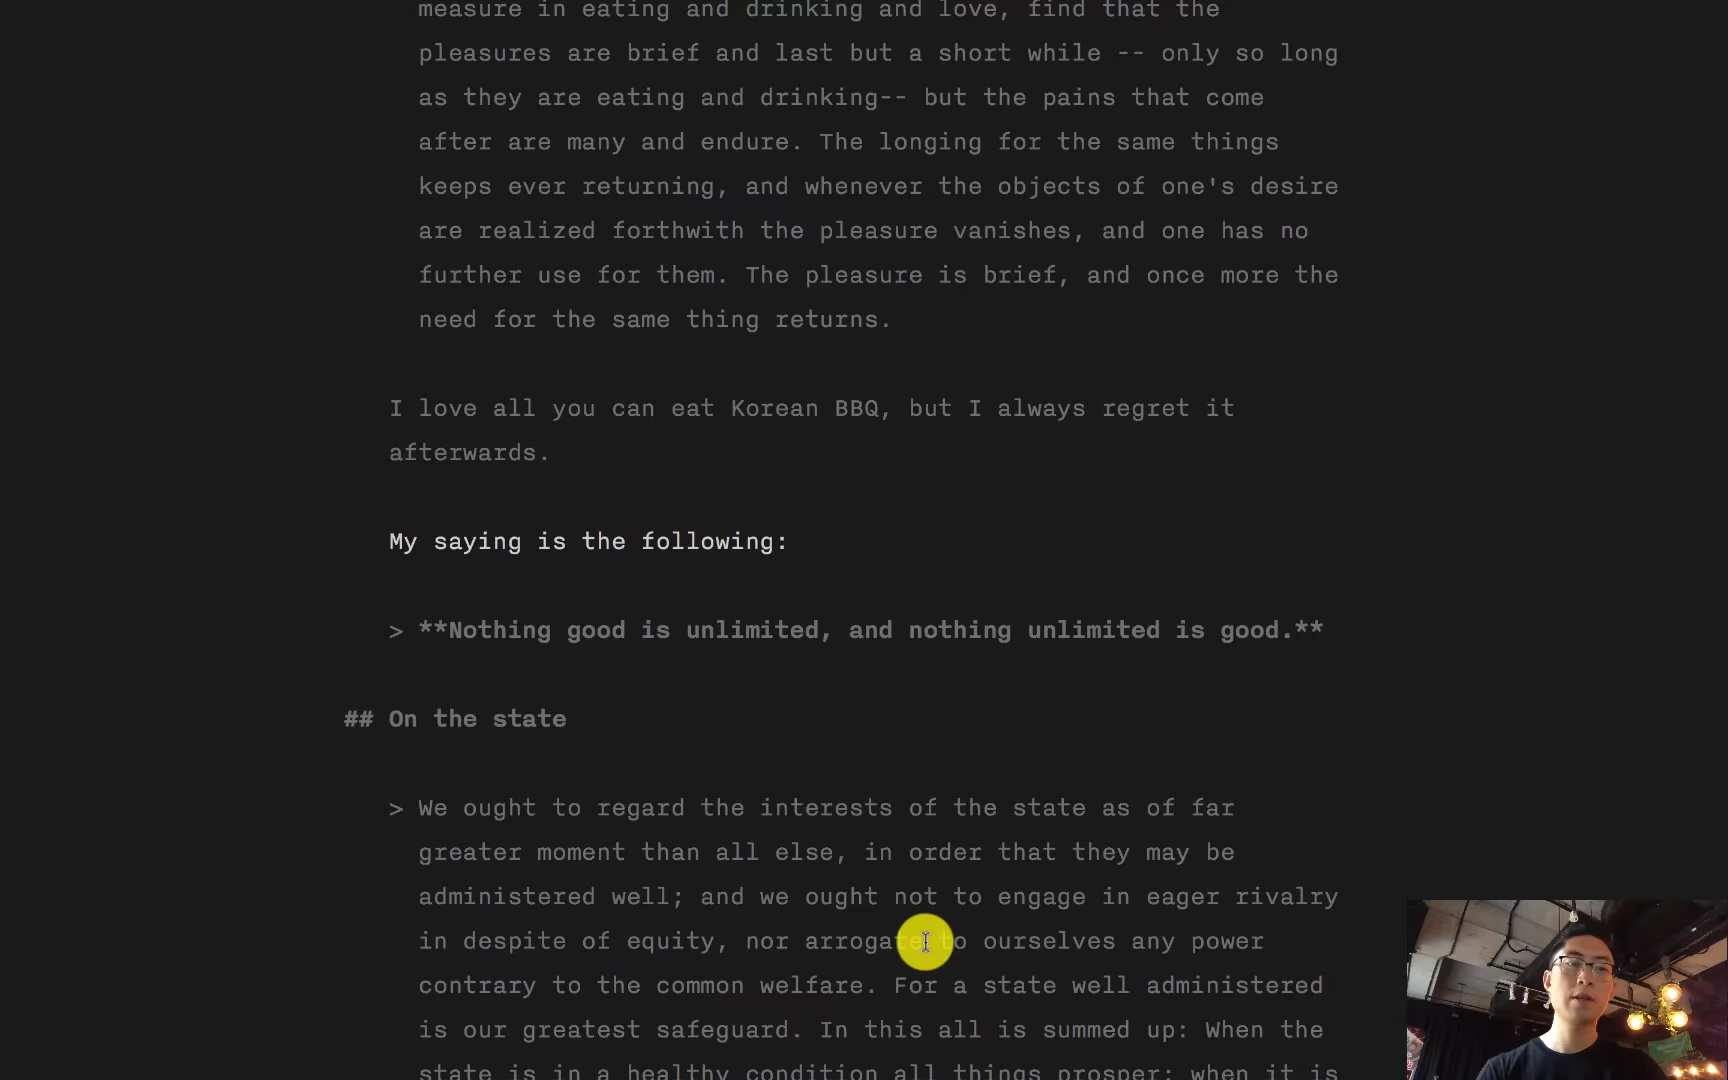 measure in eating and drinking and love, find that the
pleasures are brief and last but a short while -- only so long
as they are eating and drinking-- but the pains that come
after are many and endure. The longing for the same things
keeps ever returning, and whenever the objects of one's desire
are realized forthwith the pleasure vanishes, and one has no
further use for them. The pleasure is brief, and once more the
need for the same thing returns.
I love all you can eat Korean BBQ, but I always regret it
afterwards.
My saying is the following:
> **Nothing good is unlimited, and nothing unlimited is good.**
## On the state
> We ought to regard the interests of the state as of far
greater moment than all else, in order that they may be
administered well; and we ought not to engage in eager rivalry
in despite of equity, nor arrogate to ourselves any power
contrary to the common welfare. For a state well administered
is our greatest safeguard. In this all is summed up: When the
state is in a healthy condition all things prosper; when it is